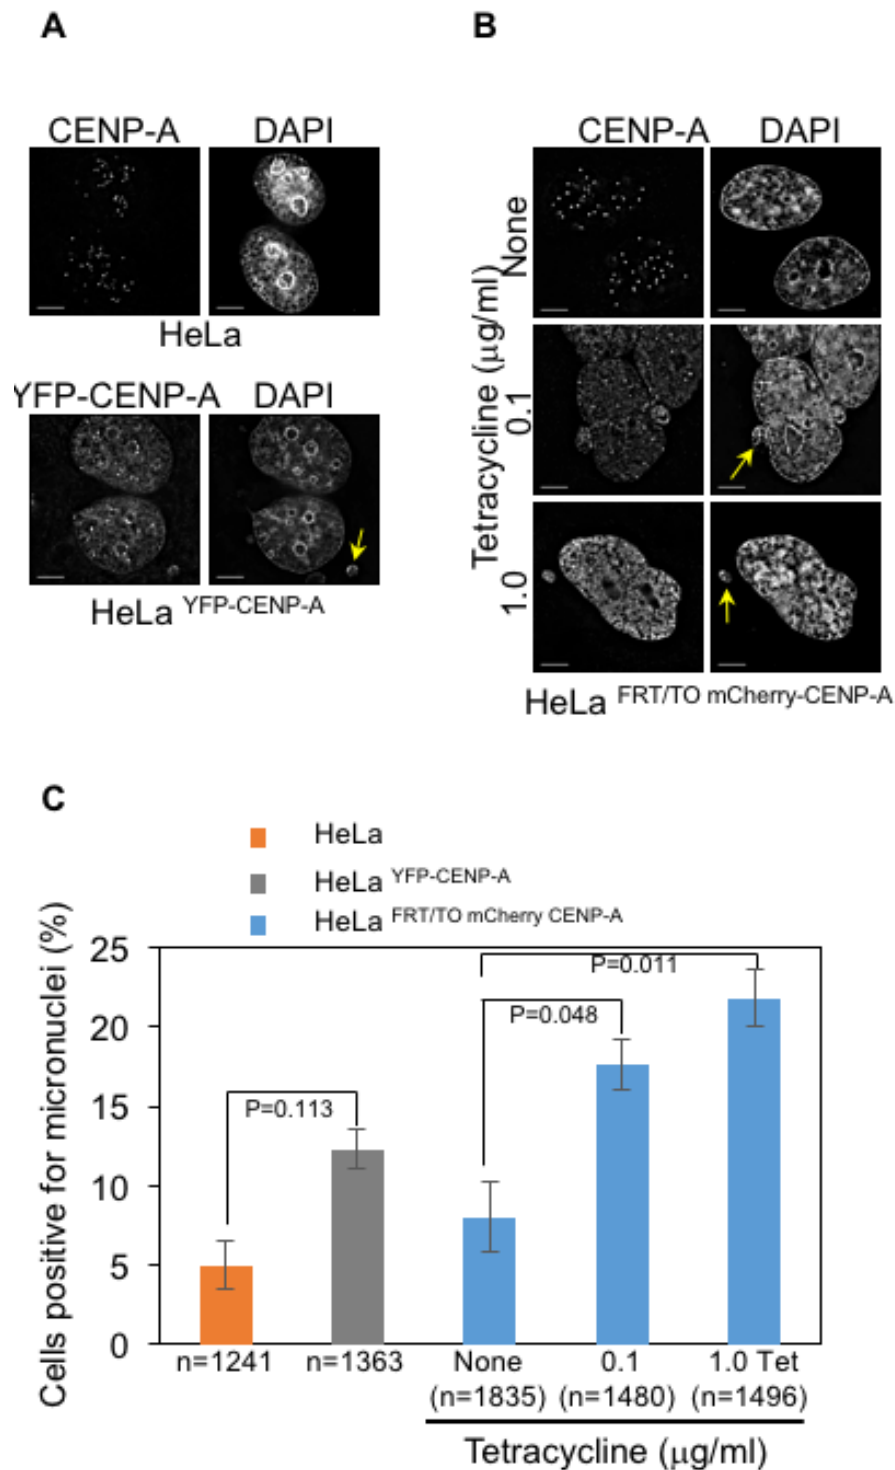 A
CENP-A DAPI
HeLa
YFP-CENP-A DAPI
HeLa YFP-CENP-A
B
CENP-A DAPI
Tetracycline (μg/ml)
None
0.1
1.0
HeLa FRT/TO mCherry-CENP-A
C
HeLa
HeLa YFP-CENP-A
HeLa FRT/TO mCherry CENP-A
Cells positive for micronuclei (%)
25
20
15
10
5
0
P=0.113
P=0.048
P=0.011
n=1241 n=1363 None 0.1 1.0 Tet
(n=1835) (n=1480) (n=1496)
Tetracycline (μg/ml)